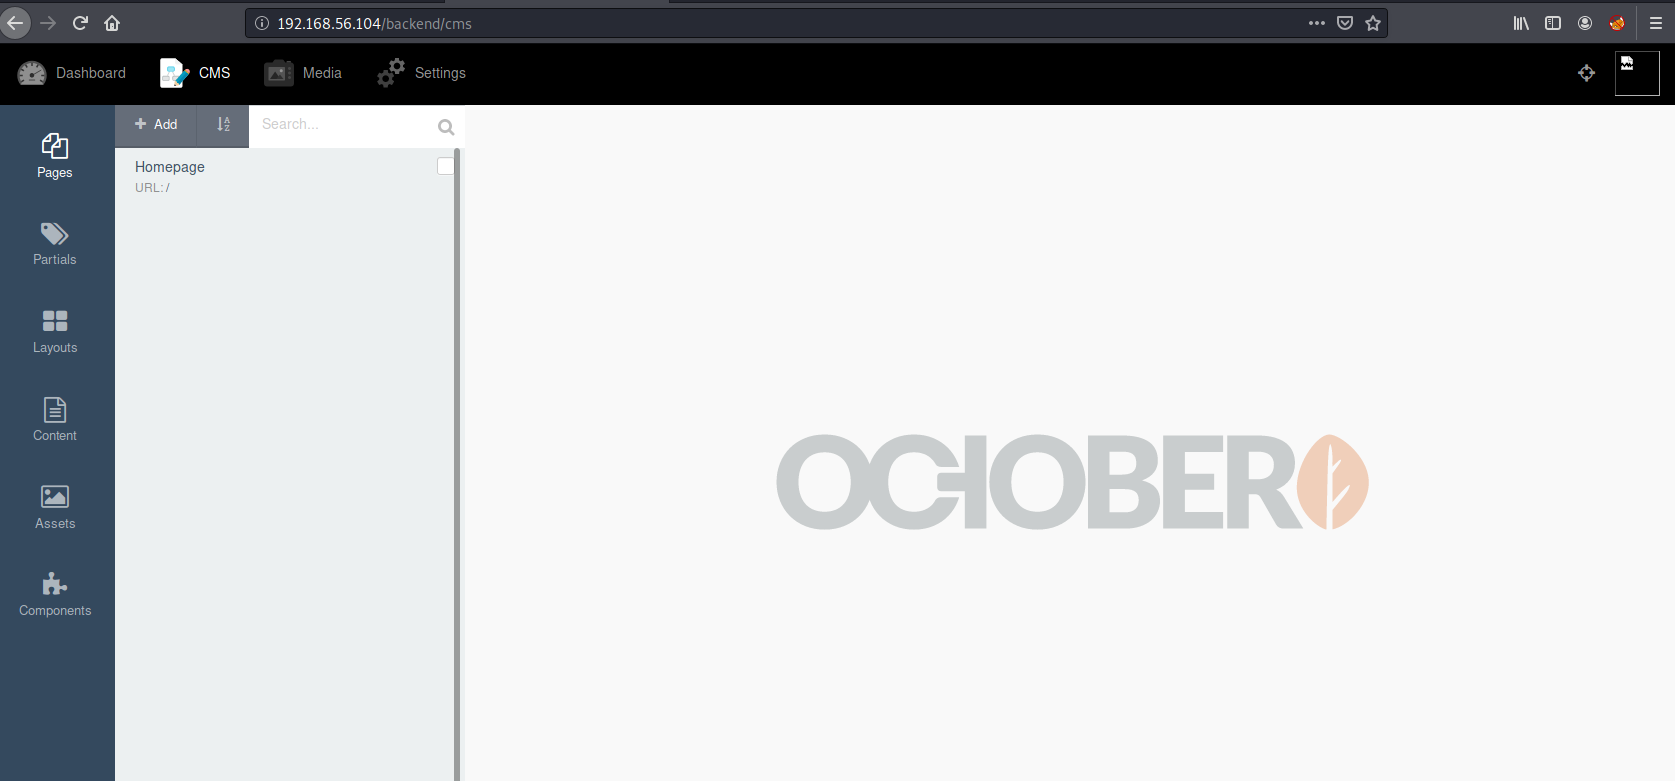 192.168.56.104/backend/cms
Dashboard CMS Media Settings
Add Search...
Pages
Homepage
URL: /
Partials
Layouts
Content
Assets
Components
OCTOBER